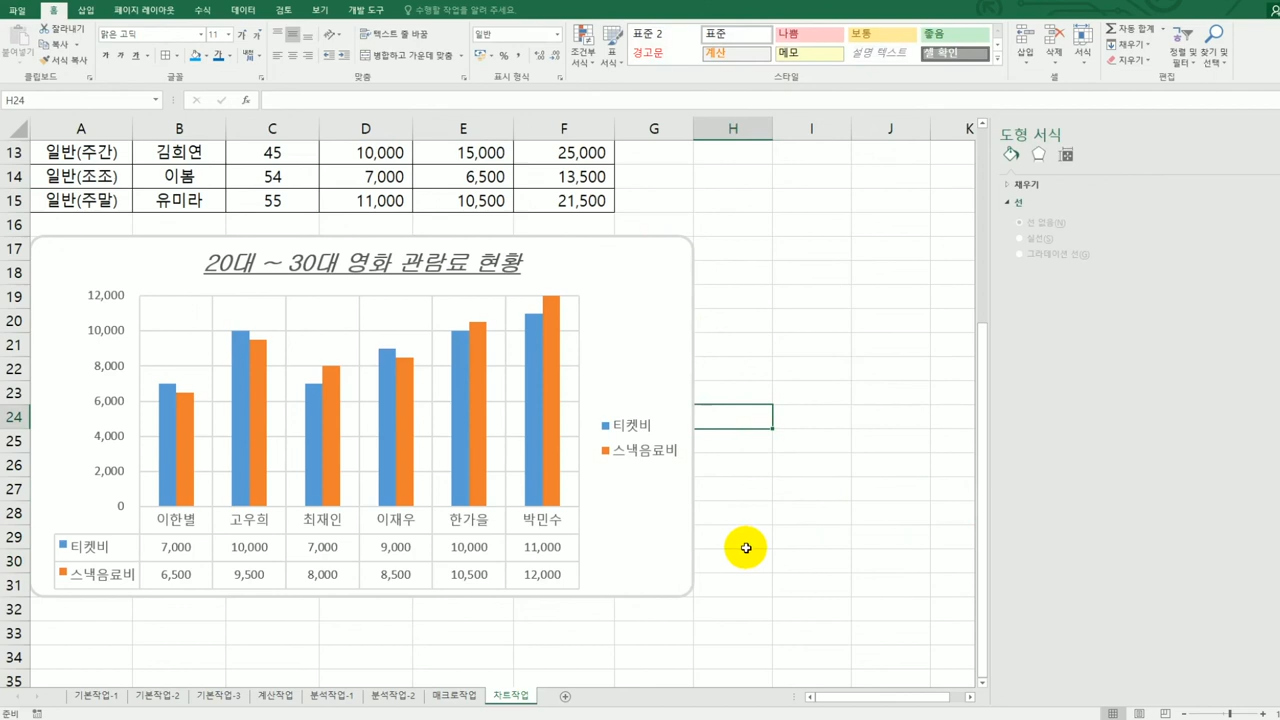 파일 홈 삽입 페이지 레이아웃 수식 데이터 검토 보기 개발 도구 수행할 작업을 알려 주세요.
붙여넣기 잘라내기 복사 서식 복사 클립보드
맑은 고딕 11 가 가 가 가 가 글꼴
텍스트 줄 바꿈 병합하고 가운데 맞춤 맞춤
일반 % , 표시 형식
조건부 서식 표 서식
표준 2 표준 나쁨 보통 좋음
경고문 계산 메모 설명 텍스트 셀 확인
스타일
삽입 삭제 서식 셀
자동 합계 채우기 지우기 정렬 및 필터 찾기 및 선택 편집
H24 fx
A B C D E F G H I J K
13 일반(주간) 김희연 45 10,000 15,000 25,000
14 일반(조조) 이봄 54 7,000 6,500 13,500
15 일반(주말) 유미라 55 11,000 10,500 21,500
16
17
18
19
20
21
22
23
24
25
26
27
28
29
30
31
32
33
34
35
20대 ~ 30대 영화 관람료 현황
12,000
10,000
8,000
6,000
4,000
2,000
0
이한별 고우희 최재인 이재우 한가을 박민수
티켓비 7,000 10,000 7,000 9,000 10,000 11,000
스낵음료비 6,500 9,500 8,000 8,500 10,500 12,000
티켓비
스낵음료비
도형 서식
채우기
선
선 없음(N)
실선(S)
그라데이션 선(G)
기본작업-1 기본작업-2 기본작업-3 계산작업 분석작업-1 분석작업-2 매크로작업 차트작업
준비